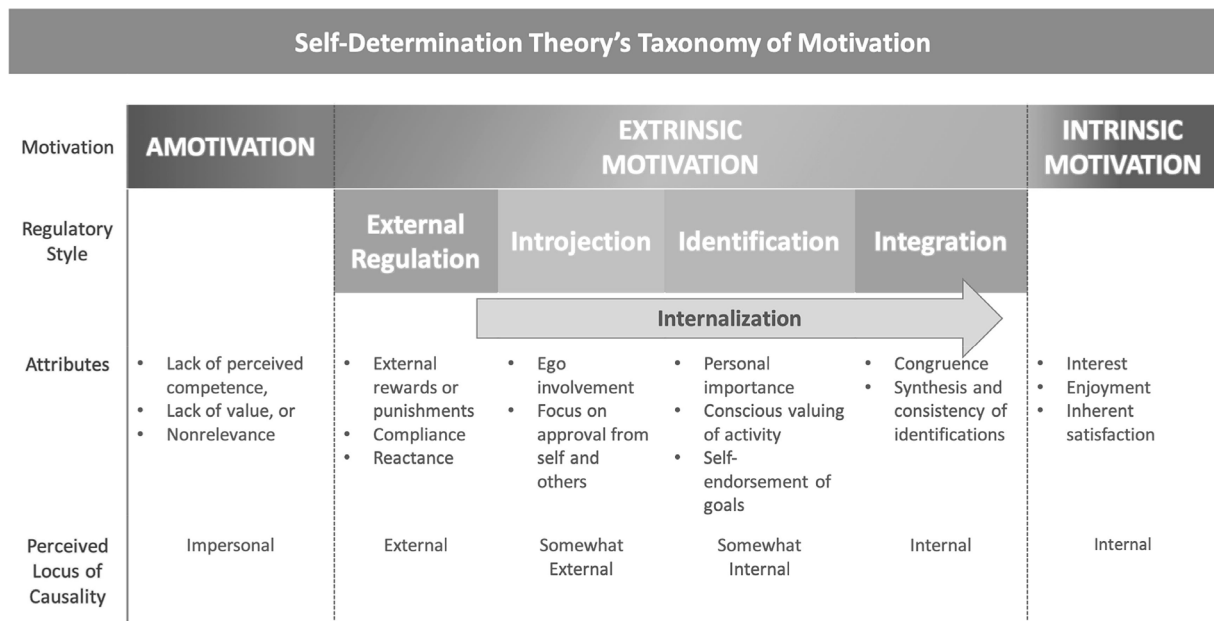 Self-Determination Theory's Taxonomy of Motivation
Motivation
AMOTIVATION
EXTRINSIC
MOTIVATION
INTRINSIC
MOTIVATION
Regulatory
Style
External
Regulation
Introjection
Identification
Integration
Internalization
Attributes
• Lack of perceived
competence,
• Lack of value, or
• Nonrelevance
• External
rewards or
punishments
• Compliance
• Reactance
• Ego
involvement
• Focus on
approval from
self and
others
• Personal
importance
• Conscious valuing
of activity
• Self-
endorsement of
goals
• Congruence
• Synthesis and
consistency of
identifications
• Interest
• Enjoyment
• Inherent
satisfaction
Perceived
Locus of
Causality
Impersonal
External
Somewhat
External
Somewhat
Internal
Internal
Internal